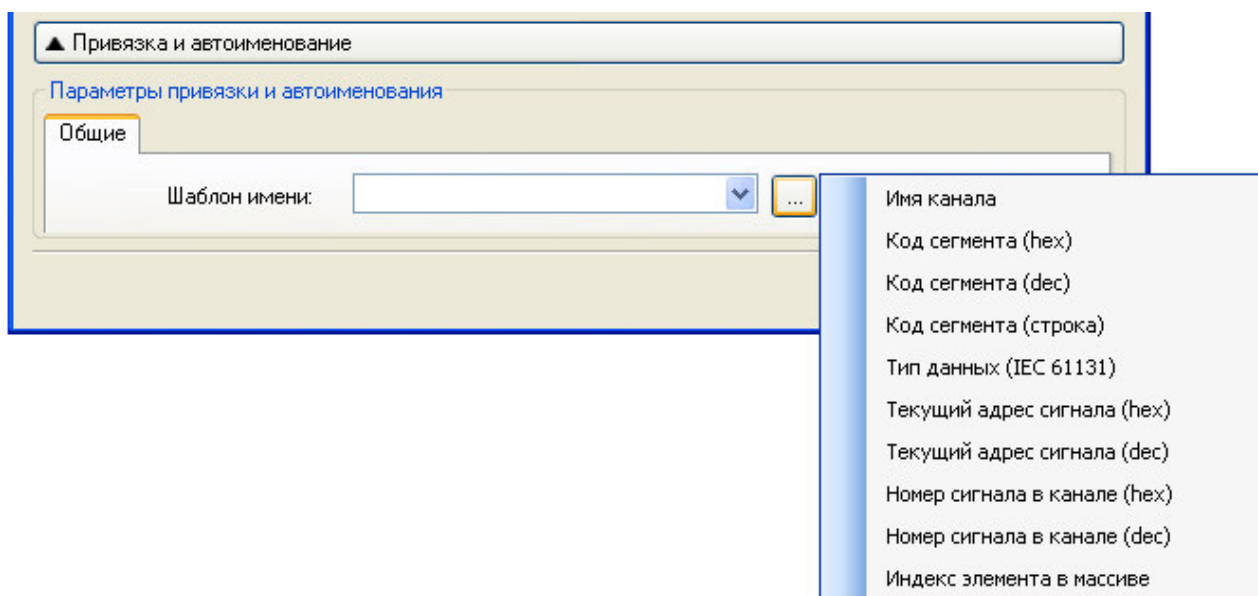 Привязка и автоименование
Параметры привязки и автоименования
Общие
Шаблон имени:
...
Имя канала
Код сегмента (hex)
Код сегмента (dec)
Код сегмента (строка)
Тип данных (IEC 61131)
Текущий адрес сигнала (hex)
Текущий адрес сигнала (dec)
Номер сигнала в канале (hex)
Номер сигнала в канале (dec)
Индекс элемента в массиве